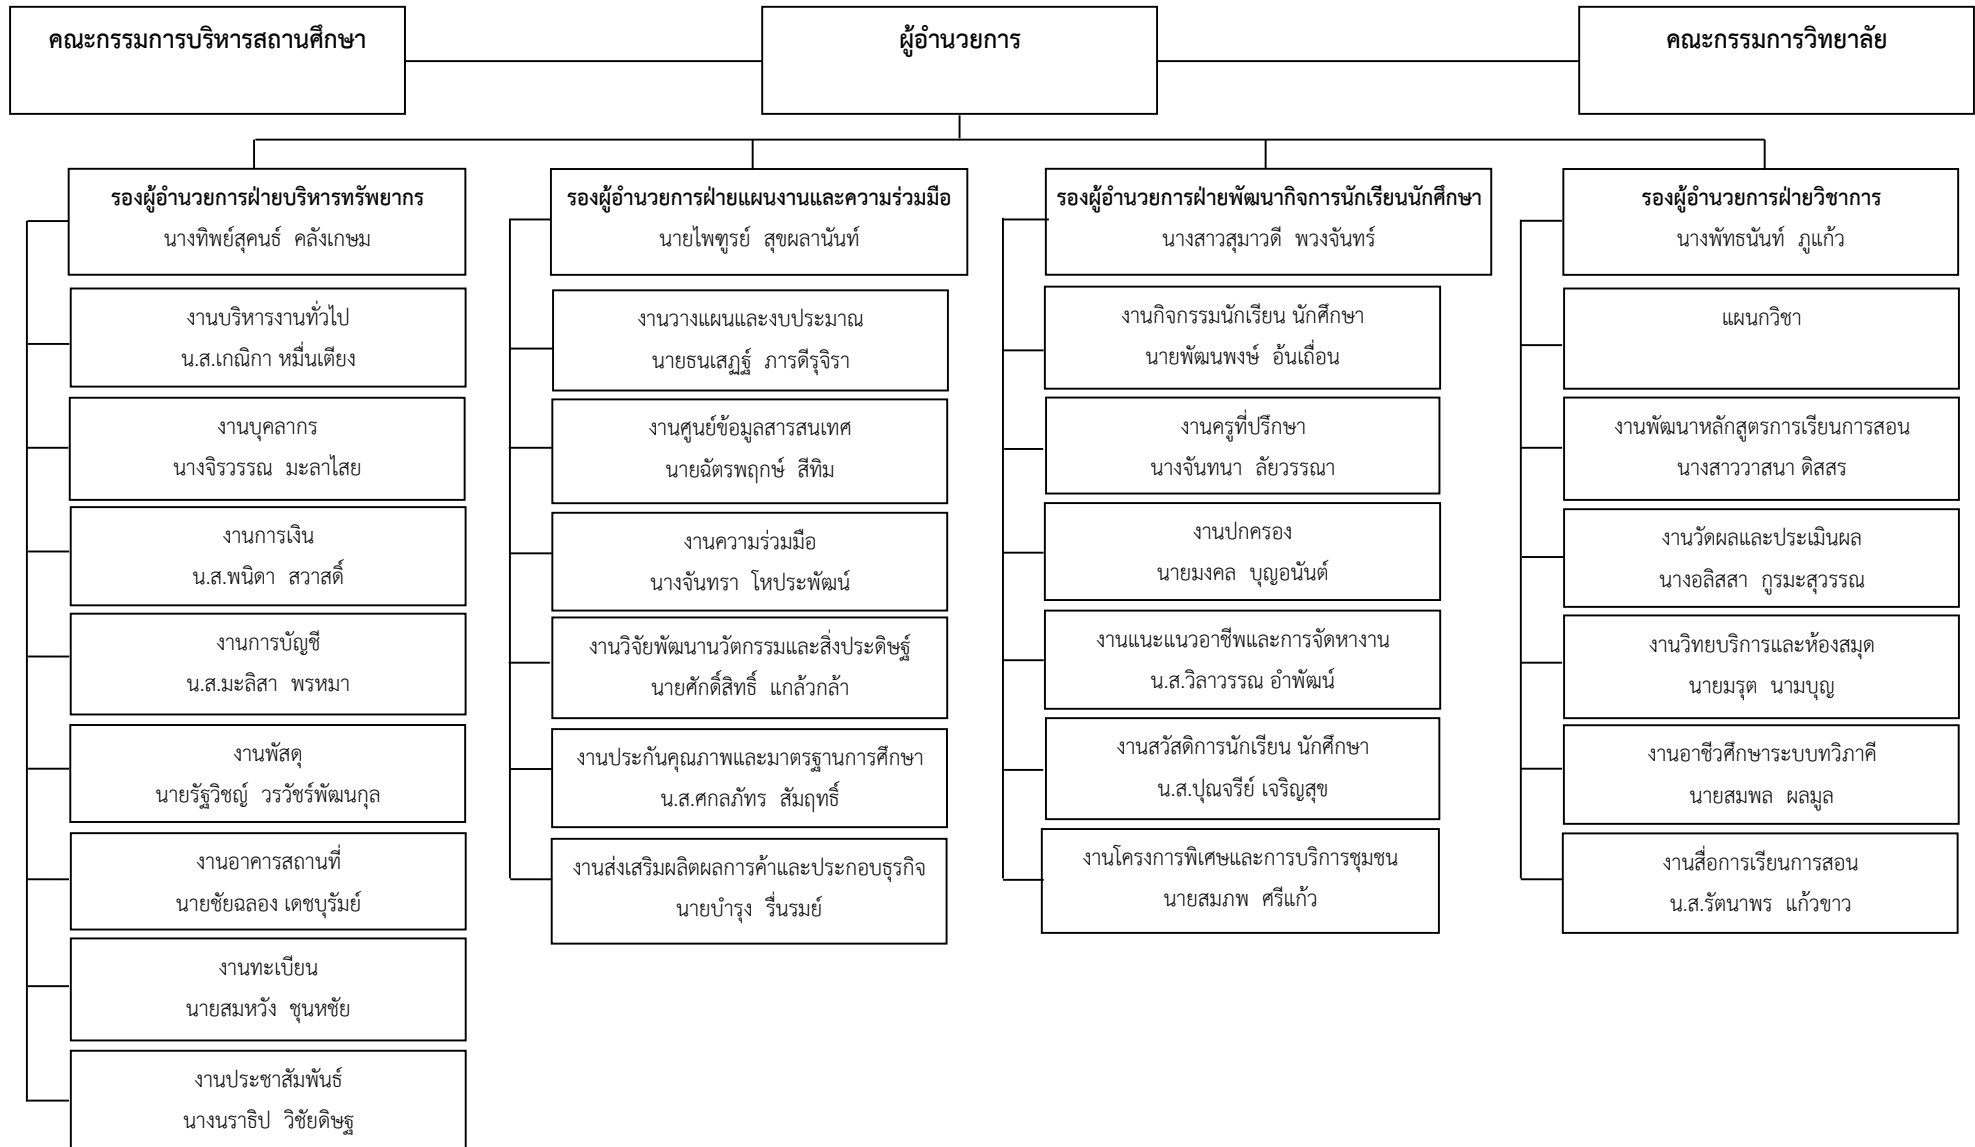 คณะกรรมการบริหารสถานศึกษา
ผู้อำนวยการ
คณะกรรมการวิทยาลัย
รองผู้อำนวยการฝ่ายบริหารทรัพยากร
นางทิพย์สุคนธ์ คลังเกษม
งานบริหารงานทั่วไป
น.ส.เกณิกา หมื่นเตียง
งานบุคลากร
นางจิรวรรณ มะลาไสย
งานการเงิน
น.ส.พนิดา สวาสดิ์
งานการบัญชี
น.ส.มะลิสา พรหมา
งานพัสดุ
นายรัฐวิชญ์ วรวัชร์พัฒนกุล
งานอาคารสถานที่
นายชัยฉลอง เดชบุรัมย์
งานทะเบียน
นายสมหวัง ชุนหชัย
งานประชาสัมพันธ์
นางนราธิป วิชัยดิษฐ
รองผู้อำนวยการฝ่ายแผนงานและความร่วมมือ
นายไพฑูรย์ สุขผลานันท์
งานวางแผนและงบประมาณ
นายธนเสฏฐ์ ภารดีรุจิรา
งานศูนย์ข้อมูลสารสนเทศ
นายฉัตรพฤกษ์ สีทิม
งานความร่วมมือ
นางจันทรา โหประพัฒน์
งานวิจัยพัฒนานวัตกรรมและสิ่งประดิษฐ์
นายศักดิ์สิทธิ์ แกล้วกล้า
งานประกันคุณภาพและมาตรฐานการศึกษา
น.ส.ศกลภัทร สัมฤทธิ์
งานส่งเสริมผลิตผลการค้าและประกอบธุรกิจ
นายบำรุง รื่นรมย์
รองผู้อำนวยการฝ่ายพัฒนากิจการนักเรียนนักศึกษา
นางสาวสุมาวดี พวงจันทร์
งานกิจกรรมนักเรียน นักศึกษา
นายพัฒนพงษ์ อ้นเถื่อน
งานครูที่ปรึกษา
นางจันทนา ลัยวรรณา
งานปกครอง
นายมงคล บุญอนันต์
งานแนะแนวอาชีพและการจัดหางาน
น.ส.วิลาวรรณ อำพัฒน์
งานสวัสดิการนักเรียน นักศึกษา
น.ส.ปุณจรีย์ เจริญสุข
งานโครงการพิเศษและการบริการชุมชน
นายสมภพ ศรีแก้ว
รองผู้อำนวยการฝ่ายวิชาการ
นางพัทธนันท์ ภูแก้ว
แผนกวิชา
งานพัฒนาหลักสูตรการเรียนการสอน
นางสาววาสนา ดิสสร
งานวัดผลและประเมินผล
นางอลิสสา กูรมะสุวรรณ
งานวิทยบริการและห้องสมุด
นายมรุต นามบุญ
งานอาชีวศึกษาระบบทวิภาคี
นายสมพล ผลมูล
งานสื่อการเรียนการสอน
น.ส.รัตนาพร แก้วขาว